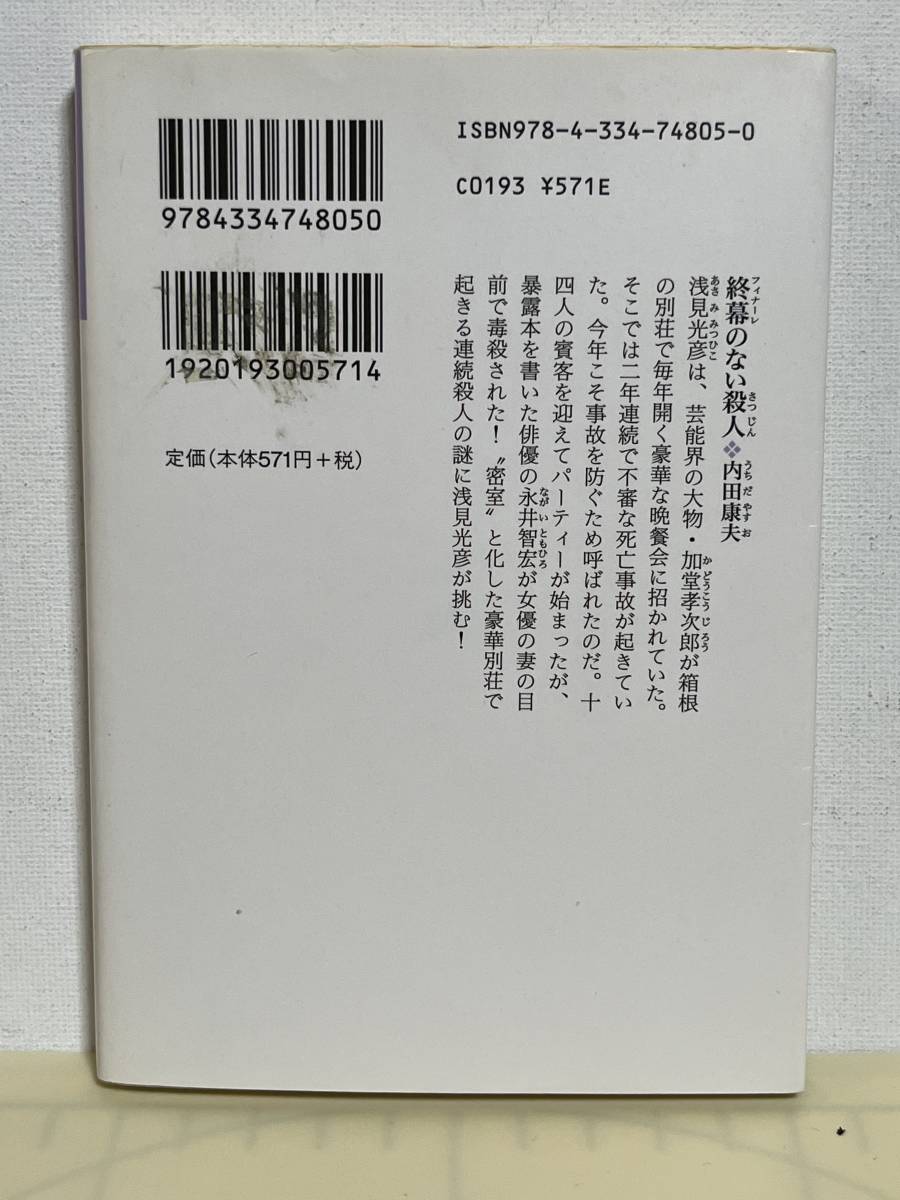 ISBN978-4-334-74805-0
C0193 ¥571E
9784334748050
1920193005714
定価(本体571円+税)
終幕のない殺人❖内田康夫
フィナーレ
さつじん
うちだやすお
浅見光彦は、芸能界の大物・加堂孝次郎が箱根
あさみみつひこ
かどうこうじろう
の別荘で毎年開く豪華な晩餐会に招かれていた。
そこでは二年連続で不審な死亡事故が起きてい
た。今年こそ事故を防ぐため呼ばれたのだ。十
四人の賓客を迎えてパーティーが始まったが、
暴露本を書いた俳優の永井智宏が女優の妻の目
ながいともひろ
前で毒殺された!〝密室〟と化した豪華別荘で
起きる連続殺人の謎に浅見光彦が挑む!